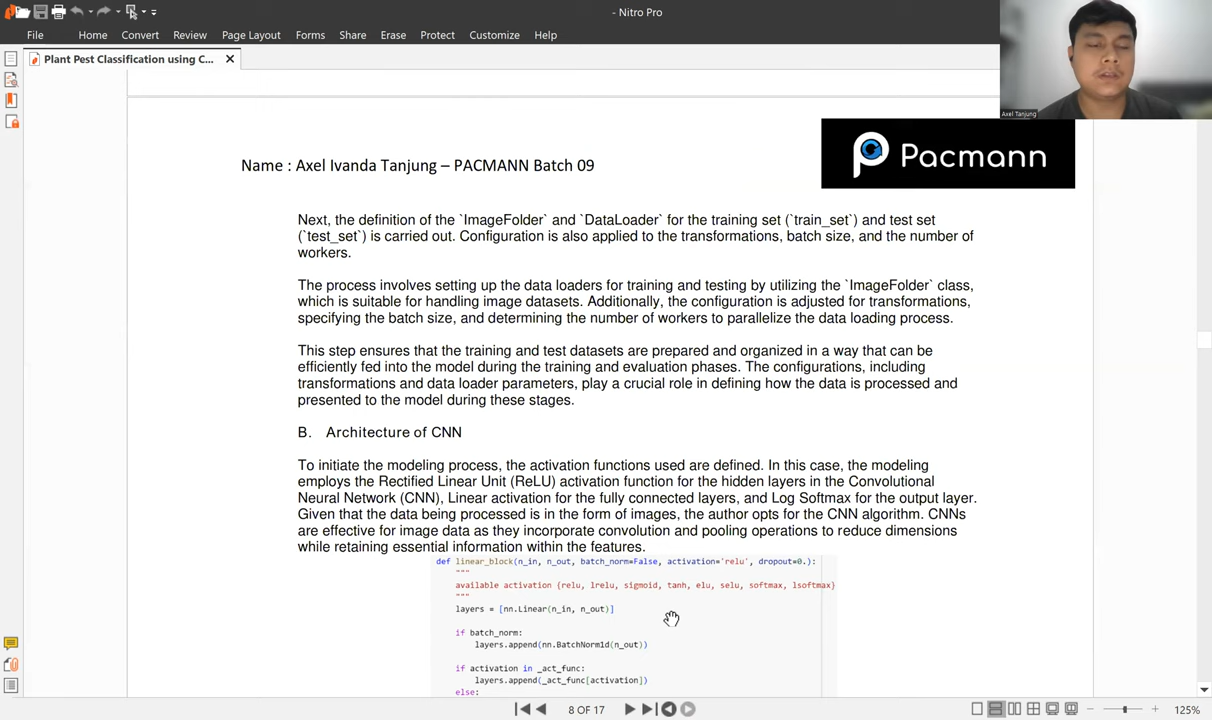 - Nitro Pro
File Home Convert Review Page Layout Forms Share Erase Protect Customize Help
Plant Pest Classification using C...
Axel Tanjung
Name : Axel Ivanda Tanjung – PACMANN Batch 09
Pacmann
Next, the definition of the `ImageFolder` and `DataLoader` for the training set (`train_set`) and test set
(`test_set`) is carried out. Configuration is also applied to the transformations, batch size, and the number of
workers.
The process involves setting up the data loaders for training and testing by utilizing the `ImageFolder` class,
which is suitable for handling image datasets. Additionally, the configuration is adjusted for transformations,
specifying the batch size, and determining the number of workers to parallelize the data loading process.
This step ensures that the training and test datasets are prepared and organized in a way that can be
efficiently fed into the model during the training and evaluation phases. The configurations, including
transformations and data loader parameters, play a crucial role in defining how the data is processed and
presented to the model during these stages.
B. Architecture of CNN
To initiate the modeling process, the activation functions used are defined. In this case, the modeling
employs the Rectified Linear Unit (ReLU) activation function for the hidden layers in the Convolutional
Neural Network (CNN), Linear activation for the fully connected layers, and Log Softmax for the output layer.
Given that the data being processed is in the form of images, the author opts for the CNN algorithm. CNNs
are effective for image data as they incorporate convolution and pooling operations to reduce dimensions
while retaining essential information within the features.
def linear_block(n_in, n_out, batch_norm=False, activation='relu', dropout=0.):
"""
available activation {relu, lrelu, sigmoid, tanh, elu, selu, softmax, lsoftmax}
"""
layers = [nn.Linear(n_in, n_out)]
if batch_norm:
layers.append(nn.BatchNorm1d(n_out))
if activation in _act_func:
layers.append(_act_func[activation])
else:
8 OF 17
125%